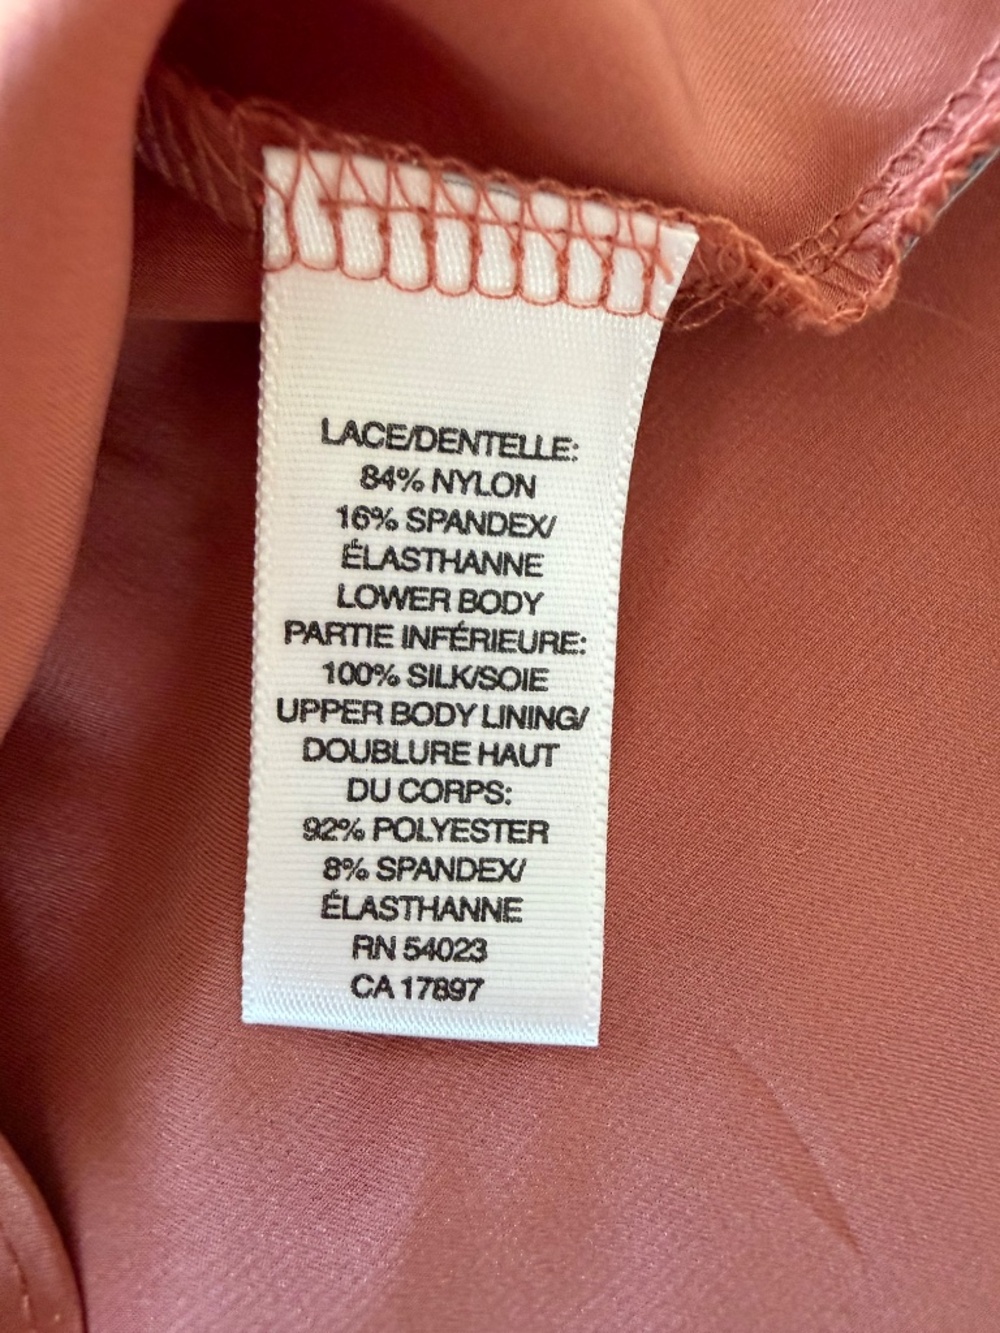 LACE/DENTELLE:
84% NYLON
16% SPANDEX/
ÉLASTHANNE
LOWER BODY
PARTIE INFÉRIEURE:
100% SILK/SOIE
UPPER BODY LINING/
DOUBLURE HAUT
DU CORPS:
92% POLYESTER
8% SPANDEX/
ÉLASTHANNE
RN 54023
CA 17897